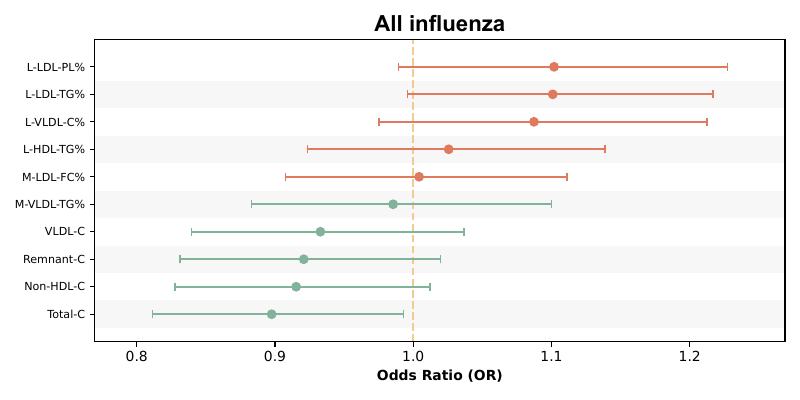 All influenza
L-LDL-PL%
L-LDL-TG%
L-VLDL-C%
L-HDL-TG%
M-LDL-FC%
M-VLDL-TG%
VLDL-C
Remnant-C
Non-HDL-C
Total-C
0.8 0.9 1.0 1.1 1.2
Odds Ratio (OR)